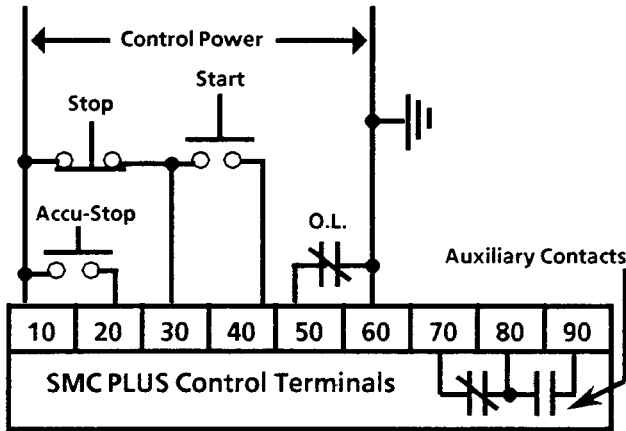 Control Power
Start
Stop
Accu-Stop
O.L.
Auxiliary Contacts
10 20 30 40 50 60 70 80 90
SMC PLUS Control Terminals